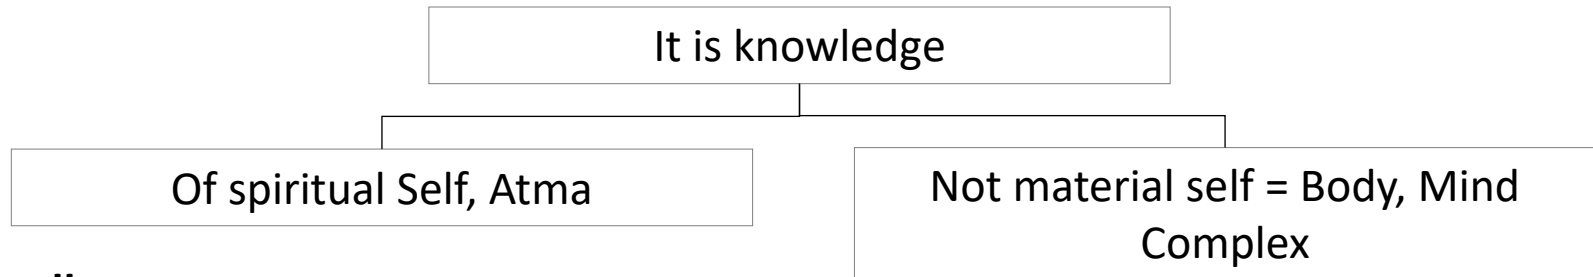 It is knowledge
Of spiritual Self, Atma
Not material self = Body, Mind
Complex